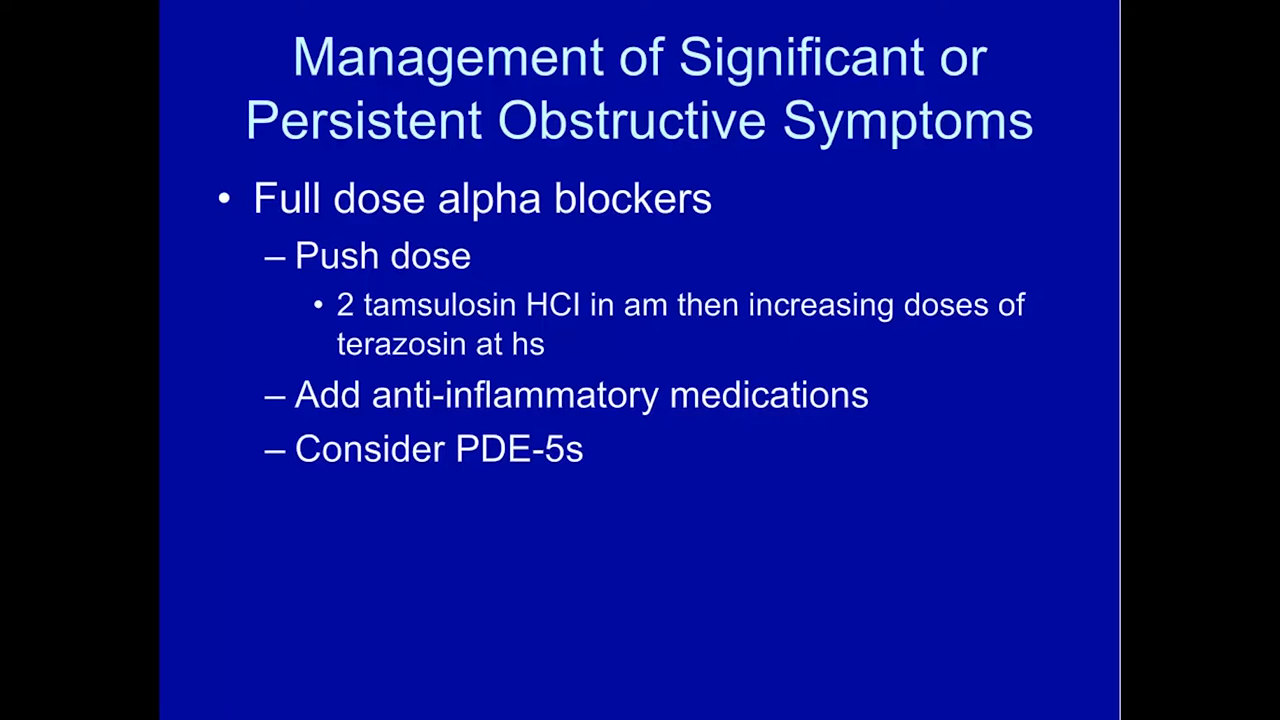 Management of Significant or
Persistent Obstructive Symptoms
• Full dose alpha blockers
– Push dose
• 2 tamsulosin HCl in am then increasing doses of
terazosin at hs
– Add anti-inflammatory medications
– Consider PDE-5s